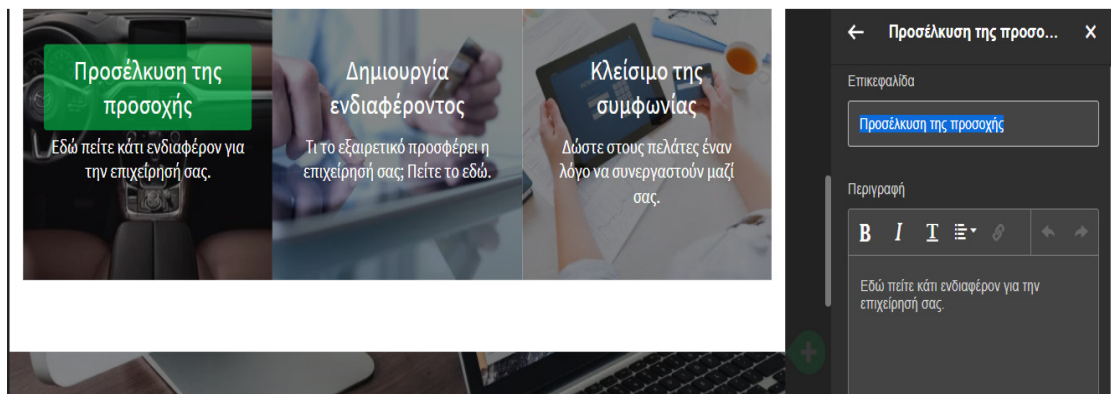 Προσέλκυση της
προσοχής
Εδώ πείτε κάτι ενδιαφέρον για
την επιχείρησή σας.
Δημιουργία
ενδιαφέροντος
Τι το εξαιρετικό προσφέρει η
επιχείρησή σας; Πείτε το εδώ.
Κλείσιμο της
συμφωνίας
Δώστε στους πελάτες έναν
λόγο να συνεργαστούν μαζί
σας.
Προσέλκυση της προσο...
Επικεφαλίδα
Προσέλκυση της προσοχής
Περιγραφή
B I T
Εδώ πείτε κάτι ενδιαφέρον για την
επιχείρησή σας.